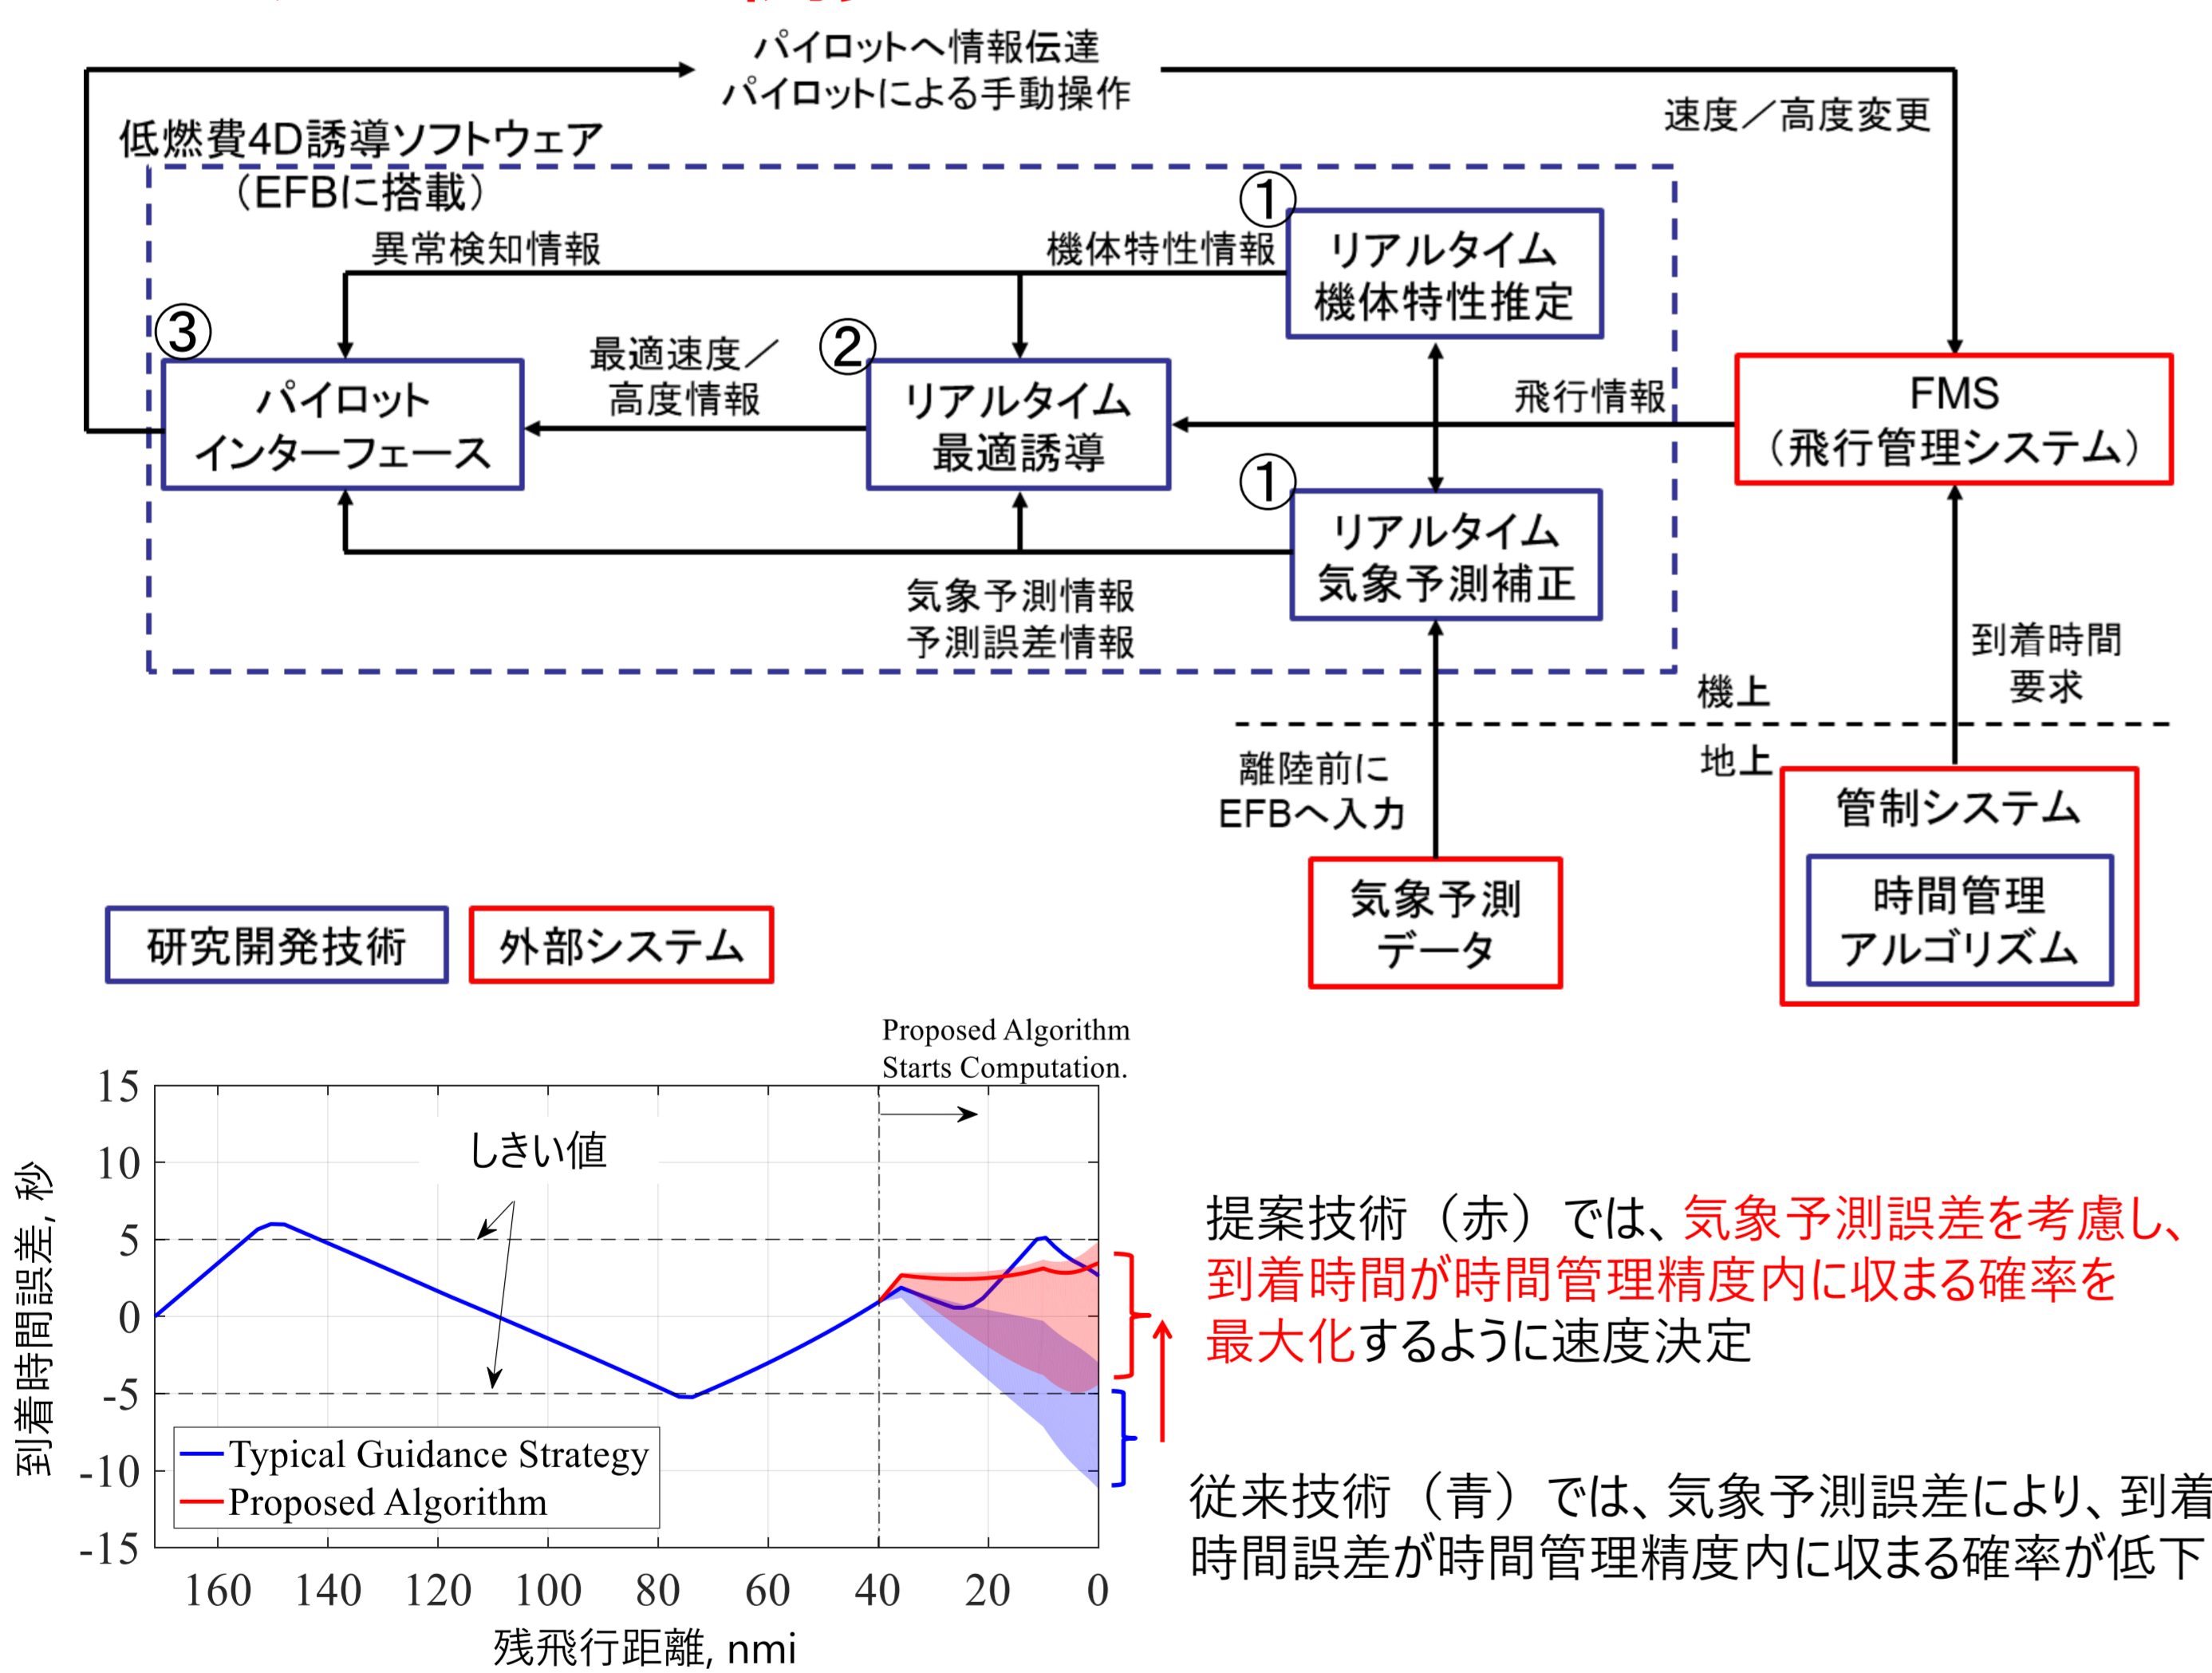 パイロットへ情報伝達
パイロットによる手動操作
速度／高度変更
低燃費4D誘導ソフトウェア
（EFBに搭載）
異常検知情報
機体特性情報
①
リアルタイム
機体特性推定
③
パイロット
インターフェース
最適速度／
高度情報
②
リアルタイム
最適誘導
飛行情報
FMS
（飛行管理システム）
①
リアルタイム
気象予測補正
気象予測情報
予測誤差情報
到着時間
要求
機上
地上
離陸前に
EFBへ入力
気象予測
データ
管制システム
時間管理
アルゴリズム
研究開発技術
外部システム
Proposed Algorithm
Starts Computation.
しきい値
15
10
5
0
-5
-10
-15
到着時間誤差, 秒
Typical Guidance Strategy
Proposed Algorithm
160 140 120 100 80 60 40 20 0
残飛行距離, nmi
提案技術（赤）では、気象予測誤差を考慮し、
到着時間が時間管理精度内に収まる確率を
最大化するように速度決定
従来技術（青）では、気象予測誤差により、到着
時間誤差が時間管理精度内に収まる確率が低下